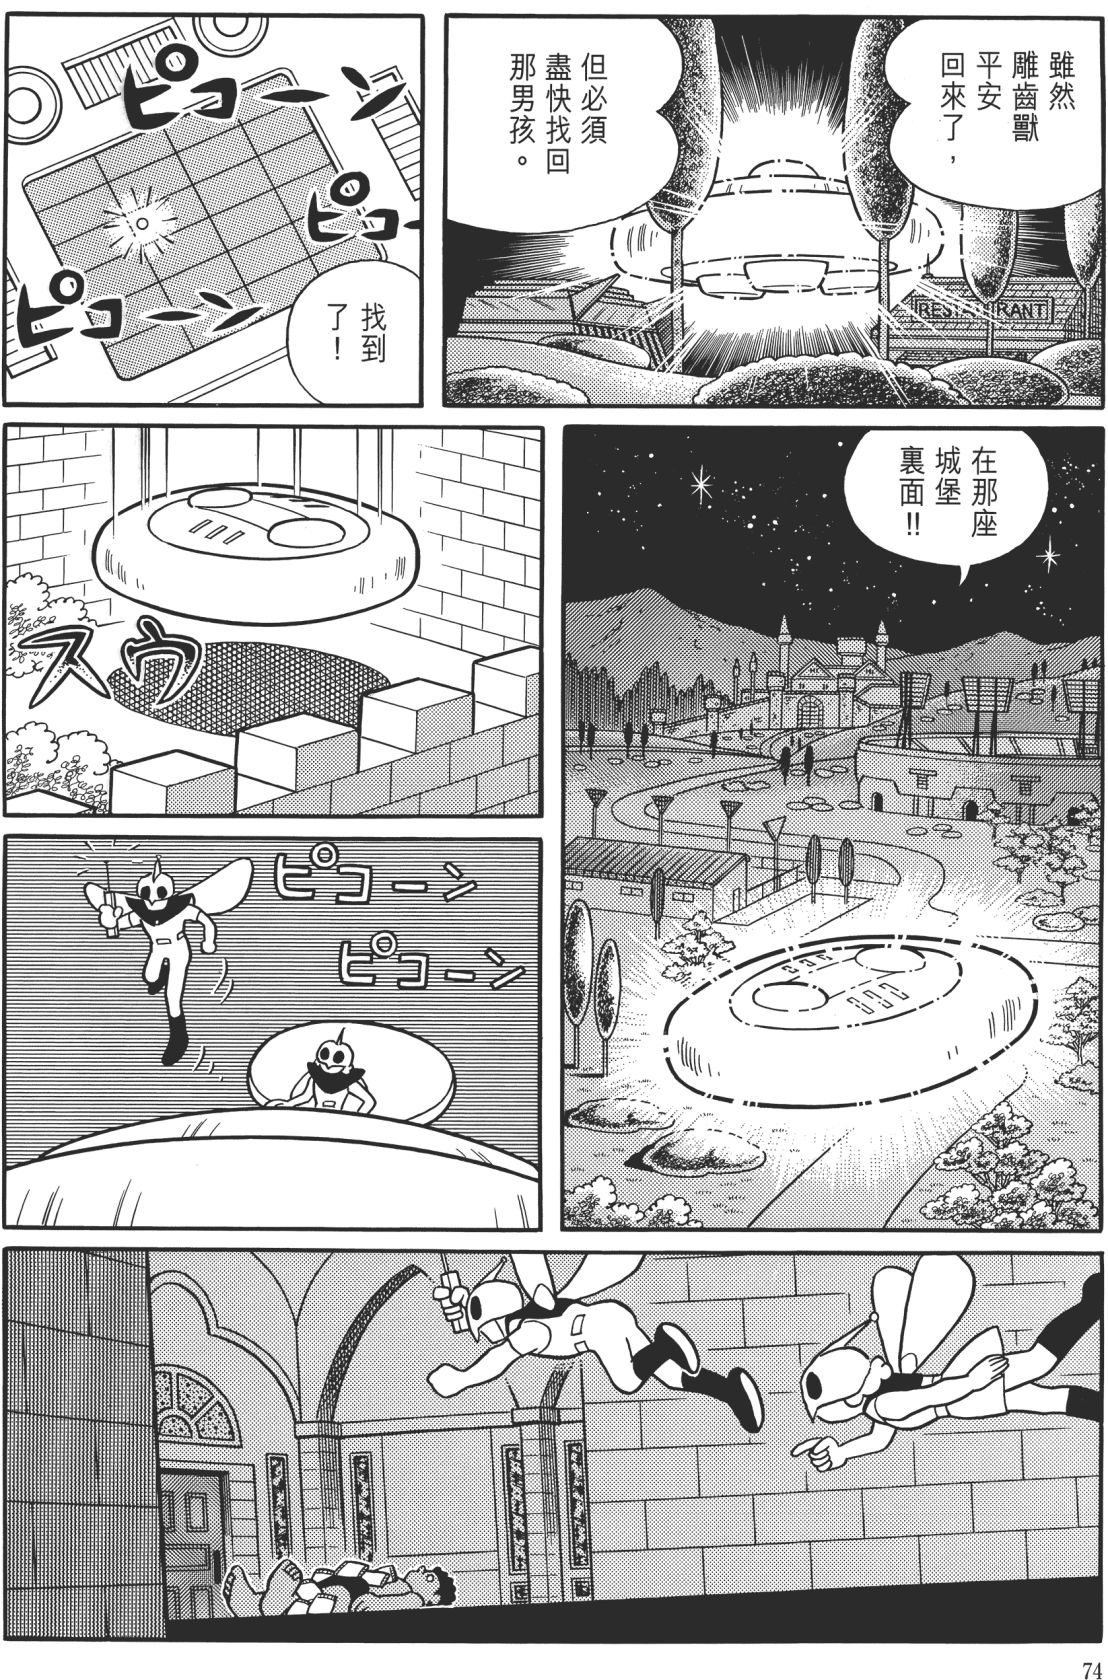 雖然
雕齒獸
平安
回來了，
但必須
盡快找回
那男孩。
RESTA RANT
ピコーン
ピコー
ピコーン
找到
了！
在那座
城堡
裏面!!
スウ
ピコーン
ピコーン
74